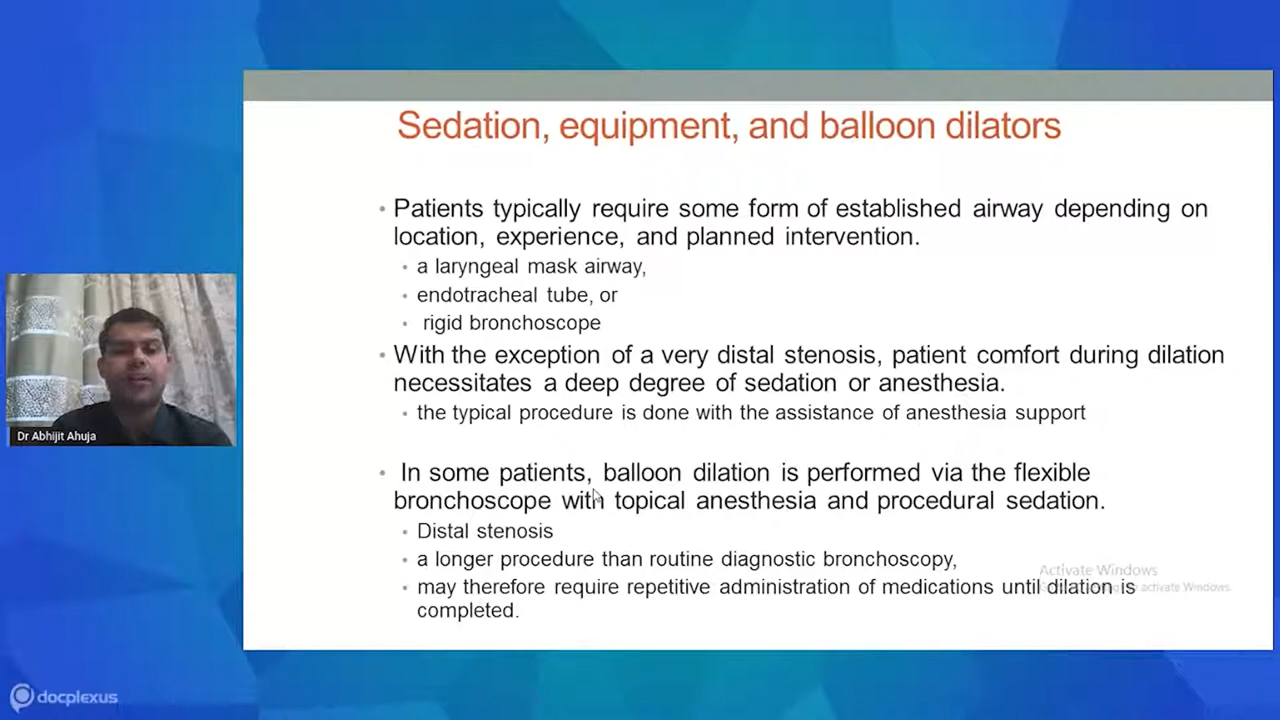 Sedation, equipment, and balloon dilators
• Patients typically require some form of established airway depending on
location, experience, and planned intervention.
• a laryngeal mask airway,
• endotracheal tube, or
• rigid bronchoscope
• With the exception of a very distal stenosis, patient comfort during dilation
necessitates a deep degree of sedation or anesthesia.
• the typical procedure is done with the assistance of anesthesia support
• In some patients, balloon dilation is performed via the flexible
bronchoscope with topical anesthesia and procedural sedation.
• Distal stenosis
• a longer procedure than routine diagnostic bronchoscopy,
• may therefore require repetitive administration of medications until dilation is
completed.
Activate Windows
activate Windows.
Dr Abhijit Ahuja
docplexus